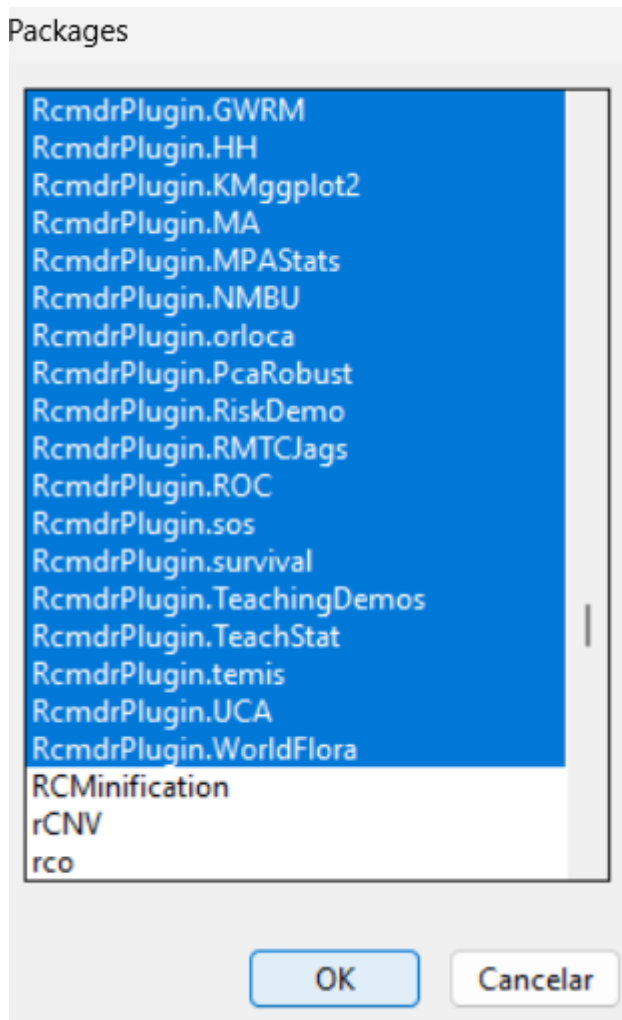 Packages
RcmdrPlugin.GWRM
RcmdrPlugin.HH
RcmdrPlugin.KMggplot2
RcmdrPlugin.MA
RcmdrPlugin.MPAStats
RcmdrPlugin.NMBU
RcmdrPlugin.orloca
RcmdrPlugin.PcaRobust
RcmdrPlugin.RiskDemo
RcmdrPlugin.RMTCJags
RcmdrPlugin.ROC
RcmdrPlugin.sos
RcmdrPlugin.survival
RcmdrPlugin.TeachingDemos
RcmdrPlugin.TeachStat
RcmdrPlugin.temis
RcmdrPlugin.UCA
RcmdrPlugin.WorldFlora
RCMinification
rCNV
rco
OK Cancelar